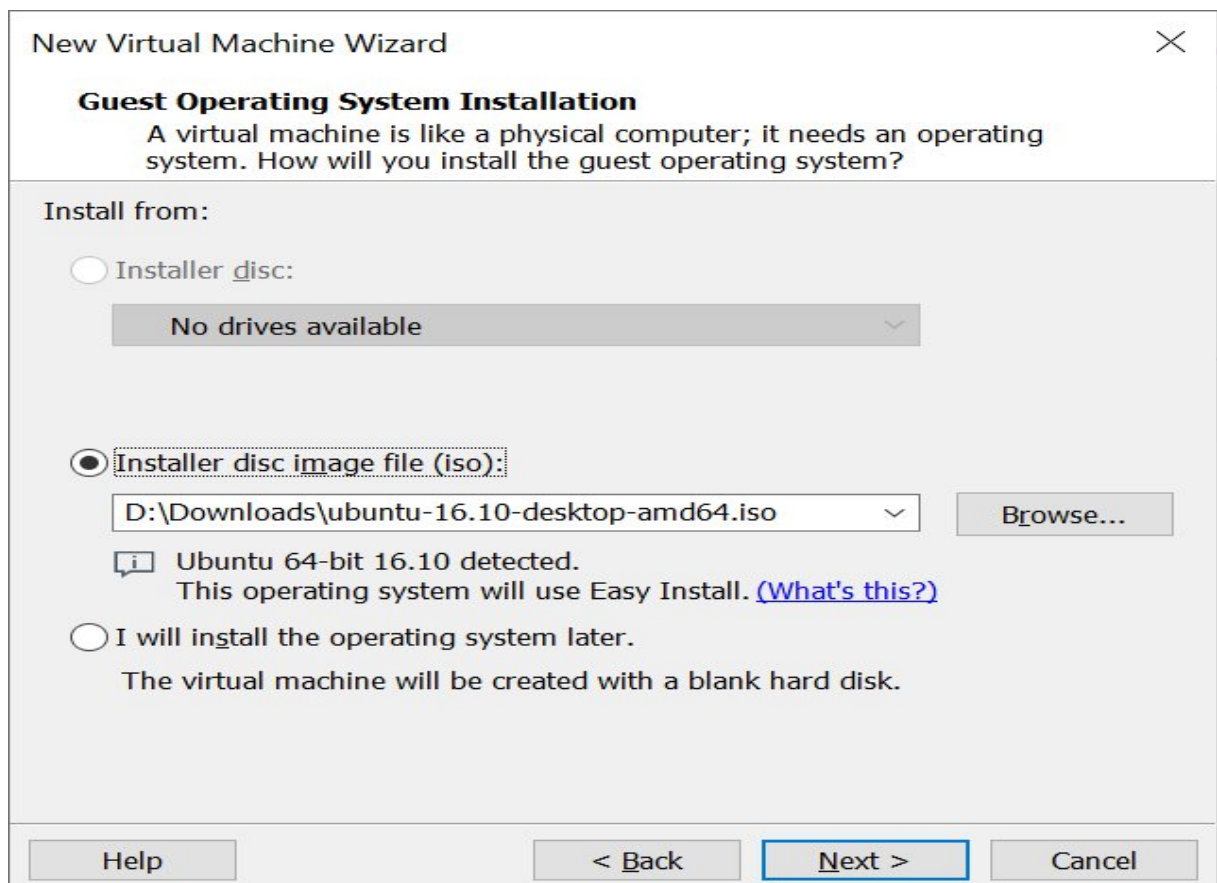 New Virtual Machine Wizard
Guest Operating System Installation
A virtual machine is like a physical computer; it needs an operating
system. How will you install the guest operating system?
Install from:
Installer disc:
No drives available
Installer disc image file (iso):
D:\Downloads\ubuntu-16.10-desktop-amd64.iso
Browse...
Ubuntu 64-bit 16.10 detected.
This operating system will use Easy Install. (What's this?)
I will install the operating system later.
The virtual machine will be created with a blank hard disk.
Help < Back Next > Cancel